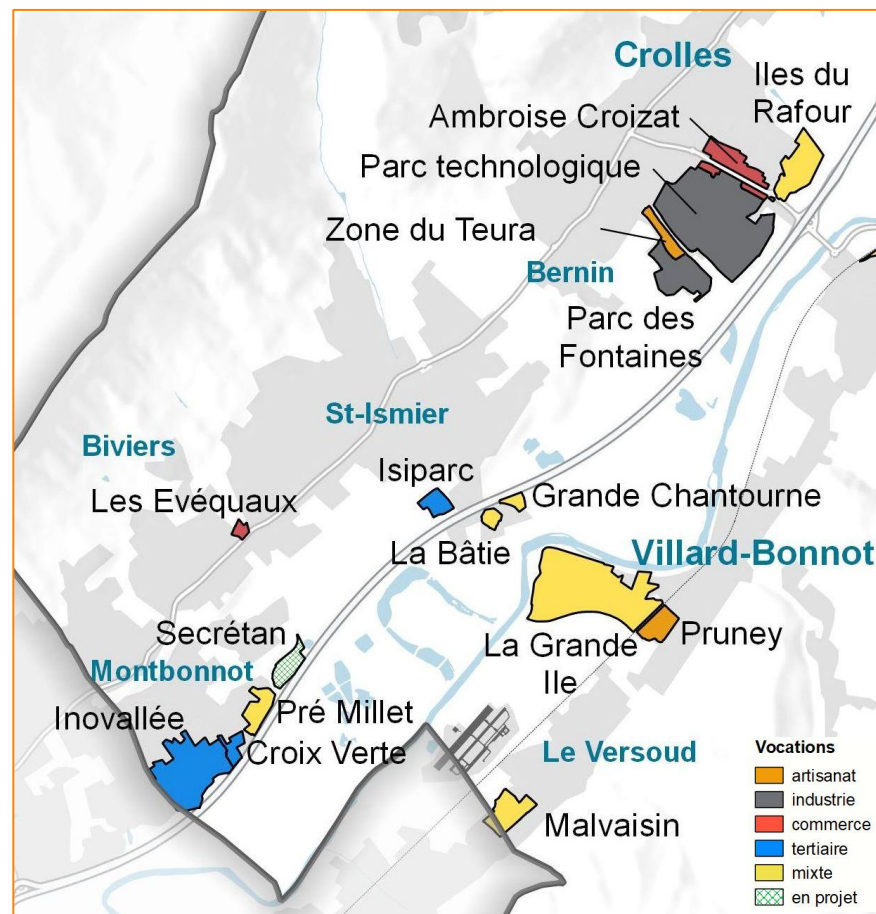 Crolles
Iles du
Rafour
Ambroise Croizat
Parc technologique
Zone du Teura
Bernin
Parc des
Fontaines
St-Ismier
Biviers
Isiparc
Les Evéquaux
Grande Chantourne
La Bâtie
Villard-Bonnot
Secrétan
La Grande
Ile
Pruney
Montbonnot
Inovallée
Pré Millet
Croix Verte
Le Versoud
Malvaisin
Vocations
artisanat
industrie
commerce
tertiaire
mixte
en projet